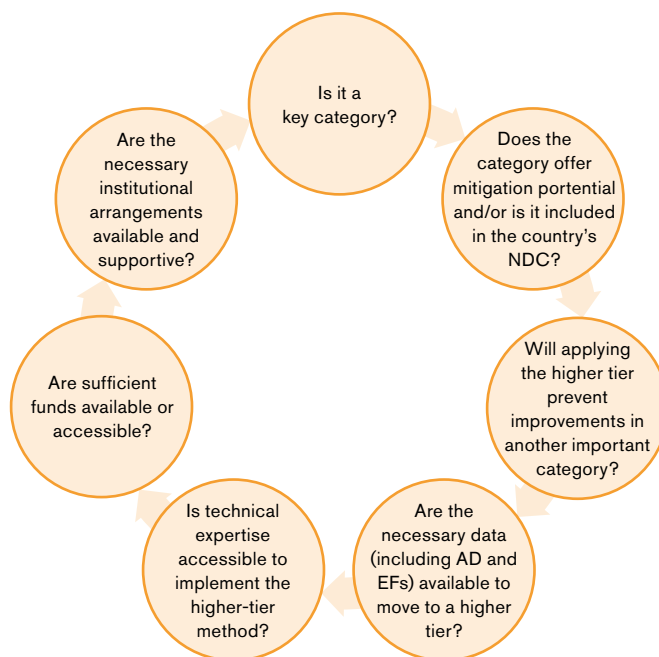 Is it a
key category?
Does the
category offer
mitigation portential
and/or is it included
in the country's
NDC?
Will applying
the higher tier
prevent
improvements in
another important
category?
Are the
necessary data
(including AD and
EFs) available to
move to a higher
tier?
Is technical
expertise
accessible to
implement the
higher-tier
method?
Are sufficient
funds available or
accessible?
Are the
necessary
institutional
arrangements
available and
supportive?